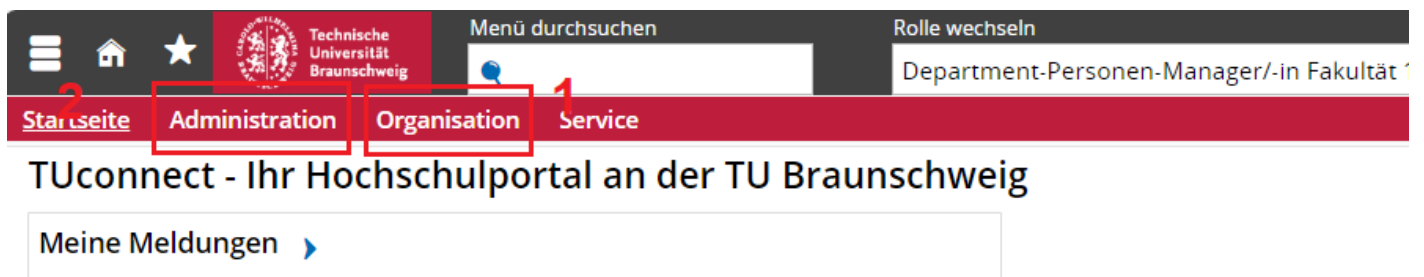 Technische
Universität
Braunschweig
Menü durchsuchen
Rolle wechseln
Department-Personen-Manager/-in Fakultät 1
2
1
Startseite Administration Organisation Service
TUconnect - Ihr Hochschulportal an der TU Braunschweig
Meine Meldungen